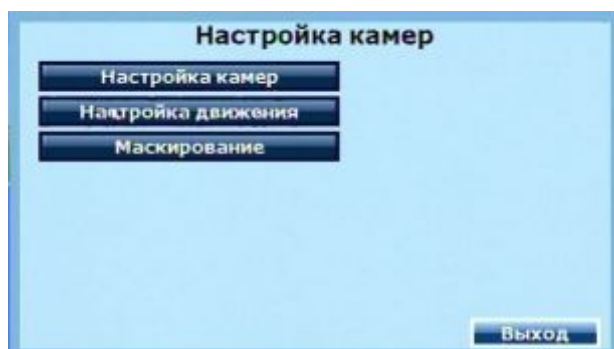 Настройка камер
Настройка камер
Настройка движения
Маскирование
Выход